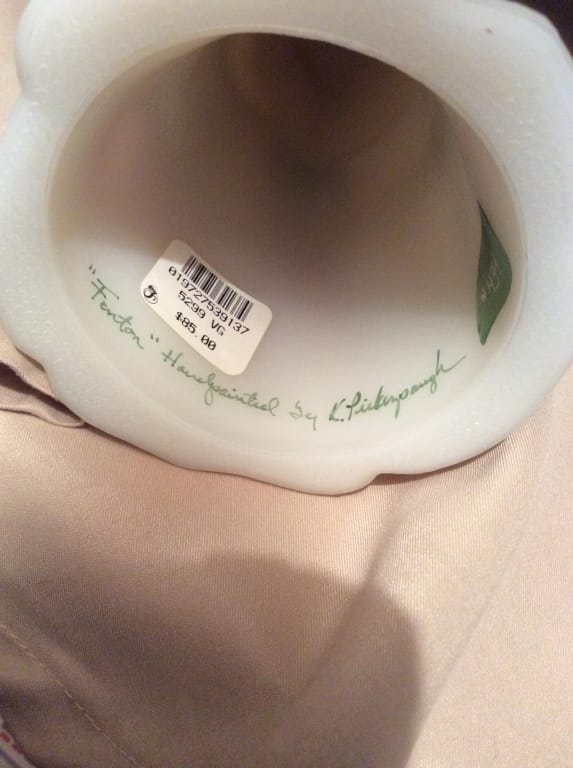 019727539137
5299 VG
$85.00
"Fenton" Handpainted by K. Pickenpaugh